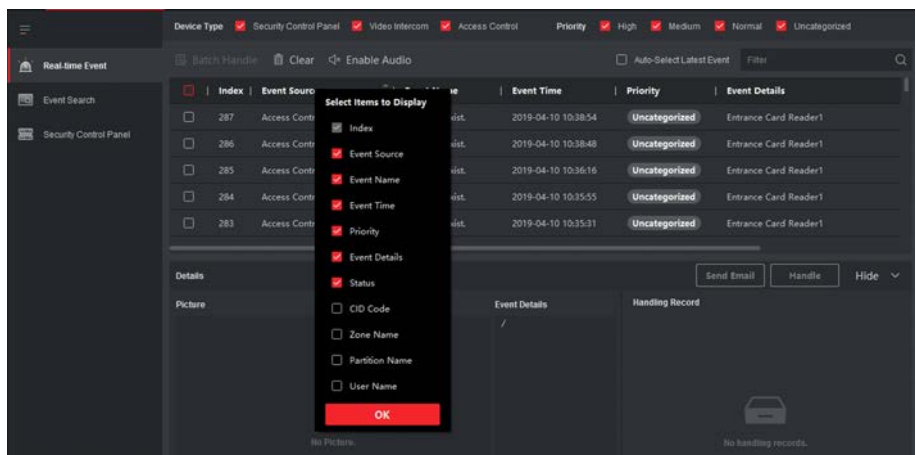 Device Type Security Control Panel Video Intercom Access Control Priority High Medium Normal Uncategorized
Real-time Event
Event Search
Security Control Panel
Batch Handle Clear Enable Audio Auto-Select Latest Event Filter
Index Event Source Event Time Priority Event Details
287 Access Contr xist. 2019-04-10 10:38:54 Uncategorized Entrance Card Reader1
286 Access Contr xist. 2019-04-10 10:38:48 Uncategorized Entrance Card Reader1
285 Access Contr xist. 2019-04-10 10:36:16 Uncategorized Entrance Card Reader1
284 Access Contr xist. 2019-04-10 10:35:55 Uncategorized Entrance Card Reader1
283 Access Contr xist. 2019-04-10 10:35:31 Uncategorized Entrance Card Reader1
Select Items to Display
Index
Event Source
Event Name
Event Time
Priority
Event Details
Status
CID Code
Zone Name
Partition Name
User Name
OK
Details Send Email Handle Hide
Picture Event Details Handling Record
/
No Picture.
No handling records.